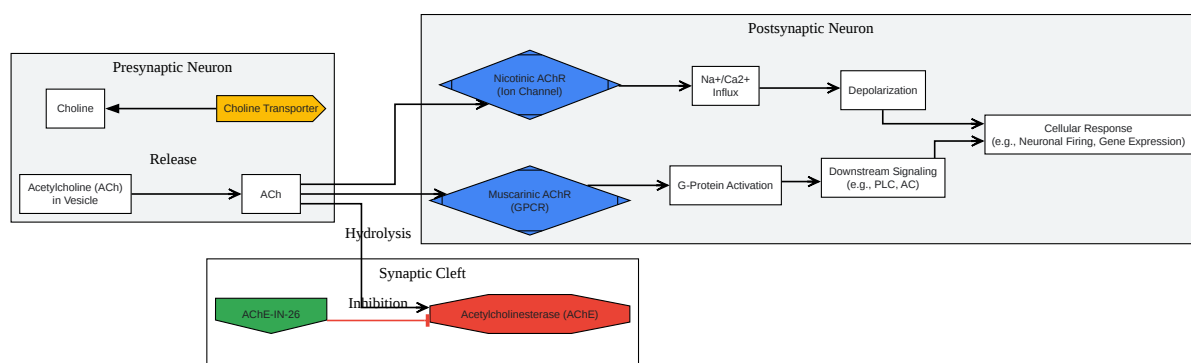 Postsynaptic Neuron
Presynaptic Neuron
Nicotinic AChR
(Ion Channel)
Na+/Ca2+
Influx
Depolarization
Choline
Choline Transporter
Cellular Response
(e.g., Neuronal Firing, Gene Expression)
Release
Acetylcholine (ACh)
in Vesicle
ACh
Muscarinic AChR
(GPCR)
G-Protein Activation
Downstream Signaling
(e.g., PLC, AC)
Hydrolysis
Synaptic Cleft
Inhibition
AChE-IN-26
Acetylcholinesterase (AChE)